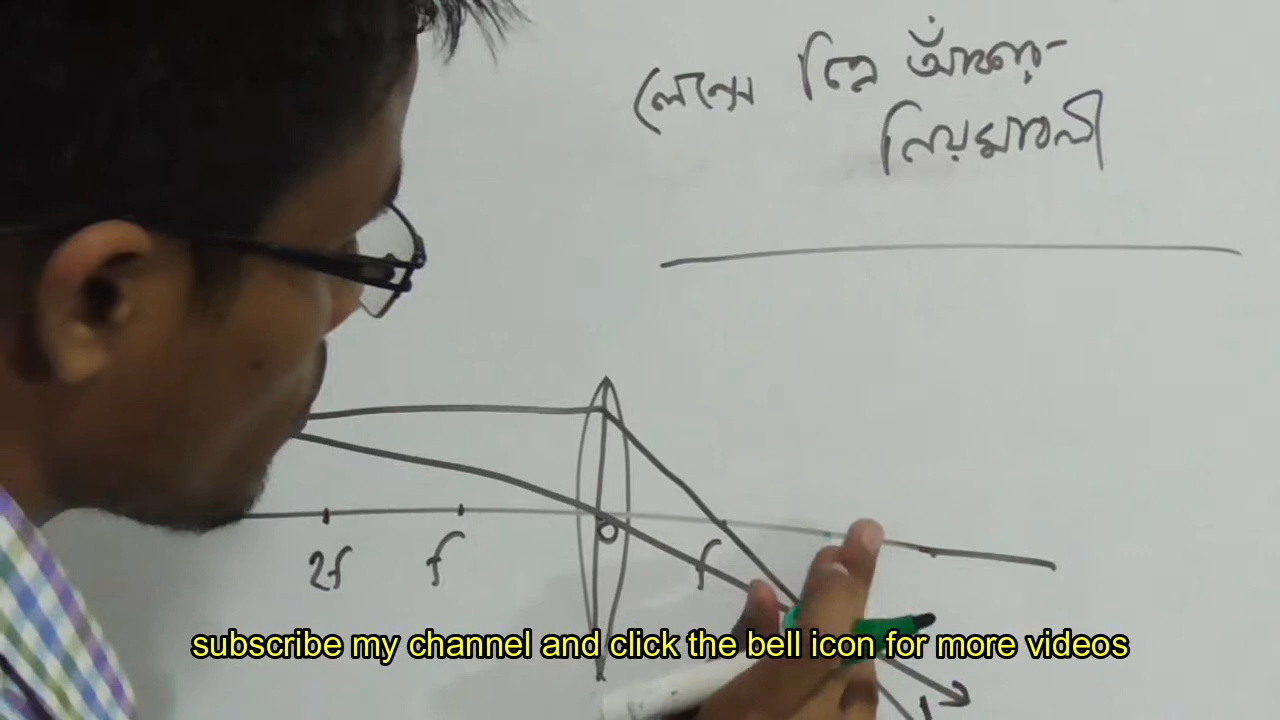 লেন্সে চিত্র আঁকার
নিয়মাবলী
2f f O f
subscribe my channel and click the bell icon for more videos